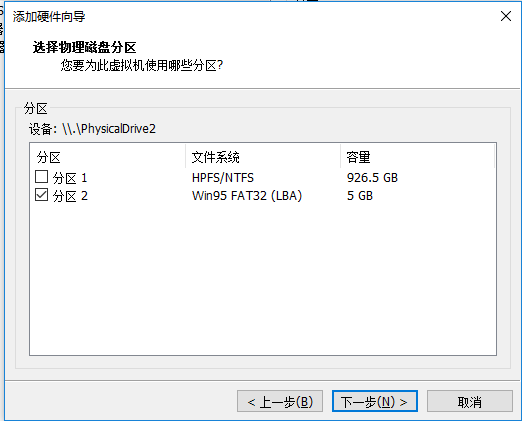 添加硬件向导
选择物理磁盘分区
您要为此虚拟机使用哪些分区?
分区
设备: \\.\PhysicalDrive2
分区 文件系统 容量
分区 1 HPFS/NTFS 926.5 GB
分区 2 Win95 FAT32 (LBA) 5 GB
< 上一步(B) 下一步(N) > 取消